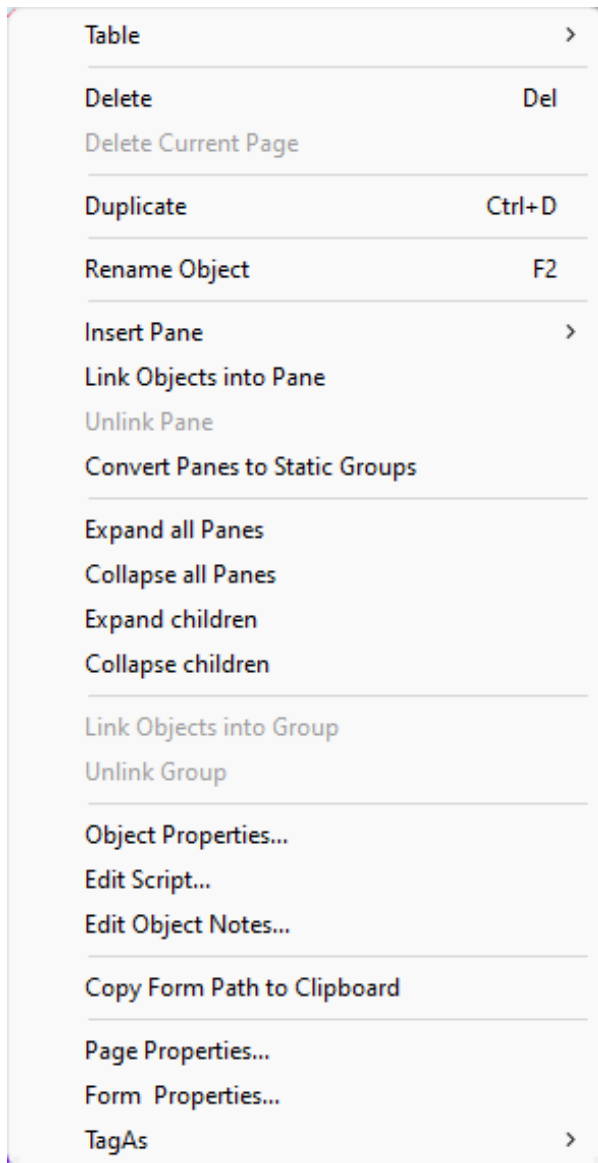 Table
Delete Del
Delete Current Page
Duplicate Ctrl+D
Rename Object F2
Insert Pane
Link Objects into Pane
Unlink Pane
Convert Panes to Static Groups
Expand all Panes
Collapse all Panes
Expand children
Collapse children
Link Objects into Group
Unlink Group
Object Properties...
Edit Script...
Edit Object Notes...
Copy Form Path to Clipboard
Page Properties...
Form  Properties...
TagAs